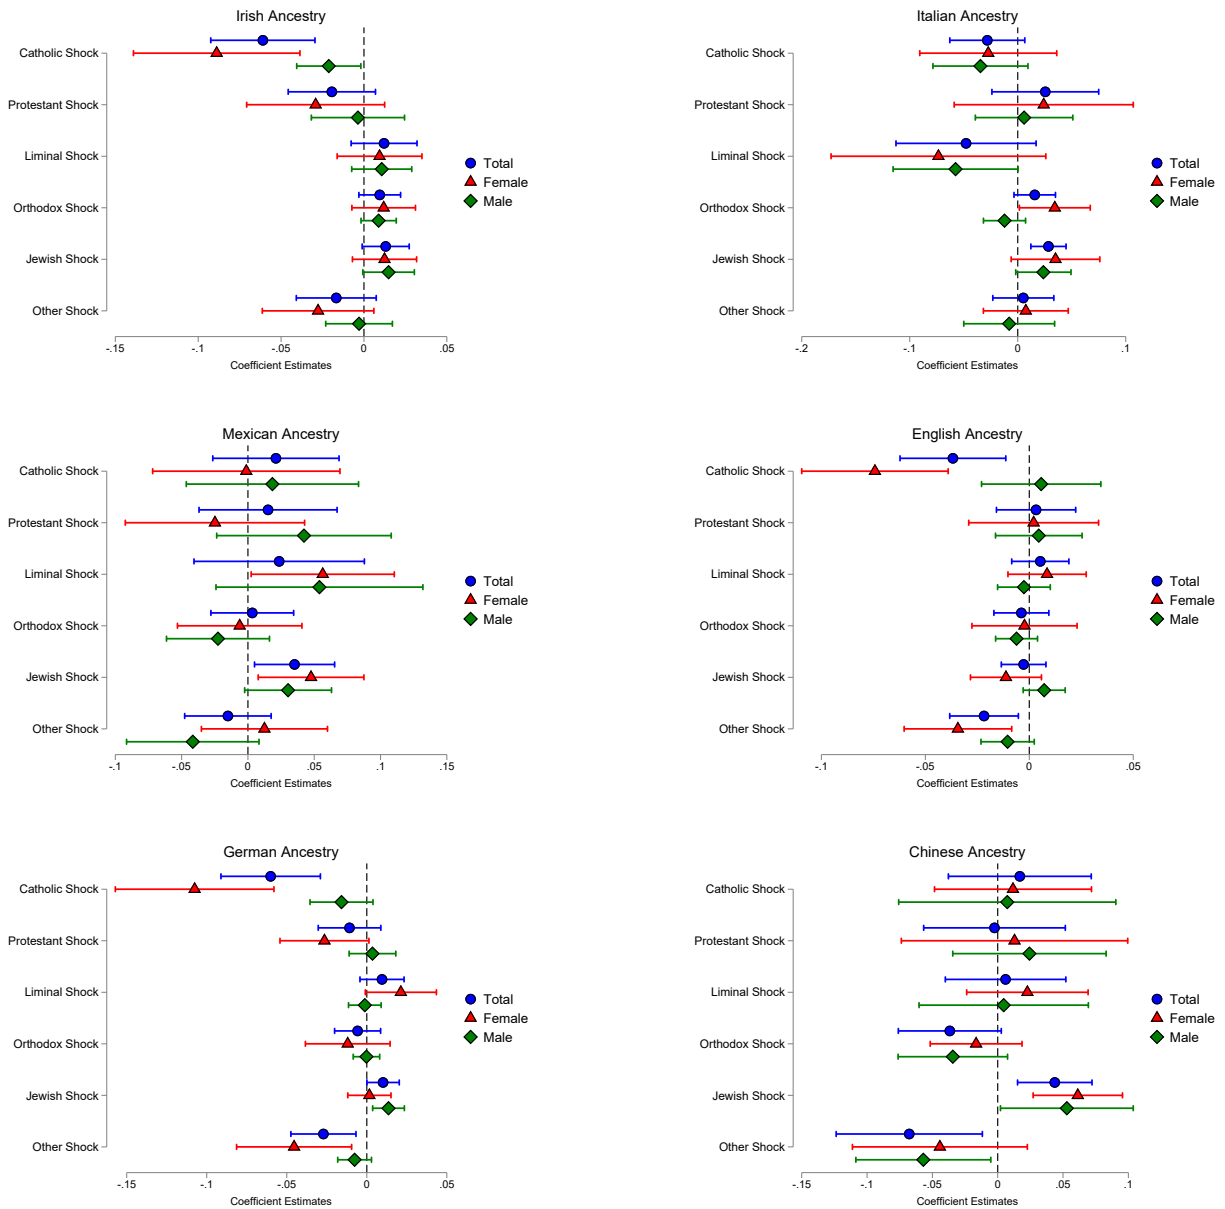 Irish Ancestry
Catholic Shock
Protestant Shock
Liminal Shock
Orthodox Shock
Jewish Shock
Other Shock
-.15 -.1 -.05 0 .05
Coefficient Estimates
Total
Female
Male
Italian Ancestry
Catholic Shock
Protestant Shock
Liminal Shock
Orthodox Shock
Jewish Shock
Other Shock
-.2 -.1 0 .1
Coefficient Estimates
Total
Female
Male
Mexican Ancestry
Catholic Shock
Protestant Shock
Liminal Shock
Orthodox Shock
Jewish Shock
Other Shock
-.1 -.05 0 .05 .1 .15
Coefficient Estimates
Total
Female
Male
English Ancestry
Catholic Shock
Protestant Shock
Liminal Shock
Orthodox Shock
Jewish Shock
Other Shock
-.1 -.05 0 .05
Coefficient Estimates
Total
Female
Male
German Ancestry
Catholic Shock
Protestant Shock
Liminal Shock
Orthodox Shock
Jewish Shock
Other Shock
-.15 -.1 -.05 0 .05
Coefficient Estimates
Total
Female
Male
Chinese Ancestry
Catholic Shock
Protestant Shock
Liminal Shock
Orthodox Shock
Jewish Shock
Other Shock
-.15 -.1 -.05 0 .05 .1
Coefficient Estimates
Total
Female
Male